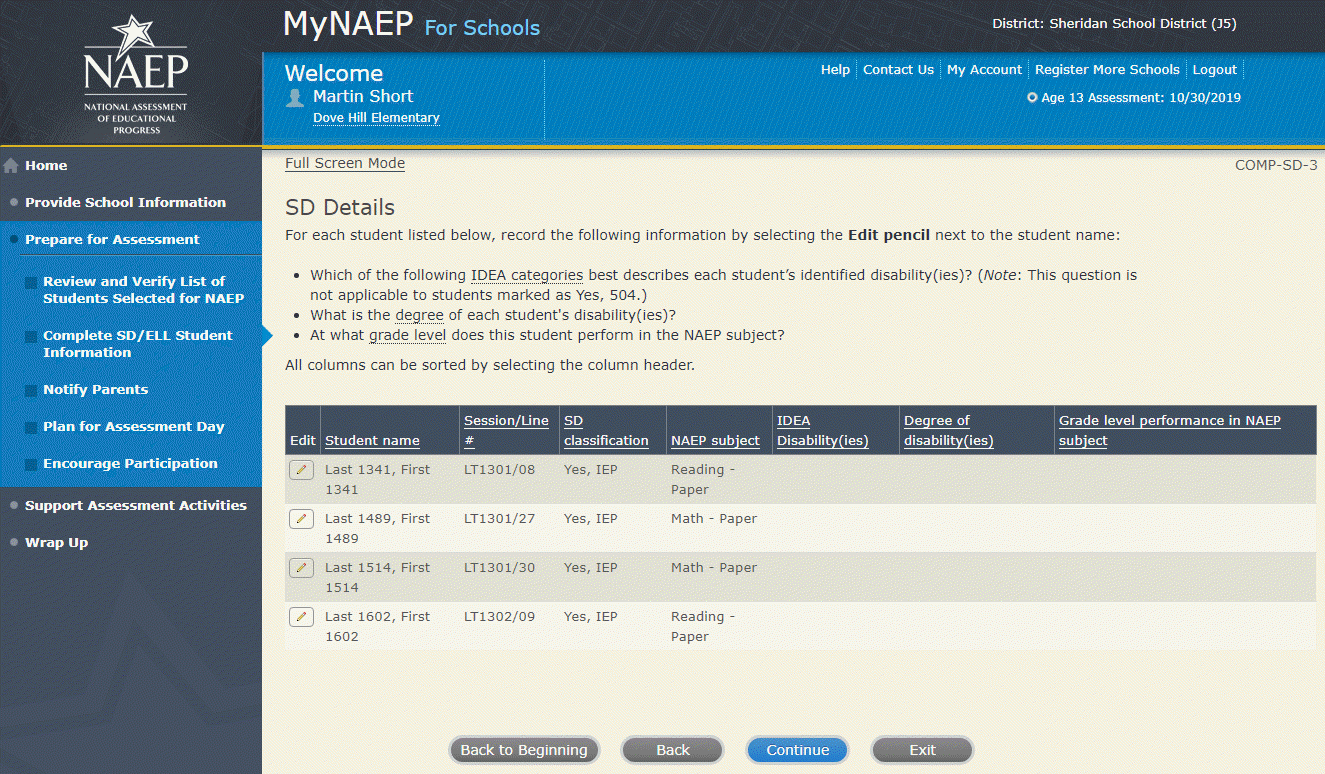 MyNAEP For Schools
District: Sheridan School District (J5)
NAEP
NATIONAL ASSESSMENT
OF EDUCATIONAL
PROGRESS
Welcome
Martin Short
Dove Hill Elementary
Help Contact Us My Account Register More Schools Logout
Age 13 Assessment: 10/30/2019
Home
Provide School Information
Prepare for Assessment
Review and Verify List of
Students Selected for NAEP
Complete SD/ELL Student
Information
Notify Parents
Plan for Assessment Day
Encourage Participation
Support Assessment Activities
Wrap Up
Full Screen Mode
COMP-SD-3
SD Details
For each student listed below, record the following information by selecting the Edit pencil next to the student name:
• Which of the following IDEA categories best describes each student’s identified disability(ies)? (Note: This question is
not applicable to students marked as Yes, 504.)
• What is the degree of each student's disability(ies)?
• At what grade level does this student perform in the NAEP subject?
All columns can be sorted by selecting the column header.
Edit
Student name
Session/Line
#
SD
classification
NAEP subject
IDEA
Disability(ies)
Degree of
disability(ies)
Grade level performance in NAEP
subject
Last 1341, First
1341
LT1301/08
Yes, IEP
Reading -
Paper
Last 1489, First
1489
LT1301/27
Yes, IEP
Math - Paper
Last 1514, First
1514
LT1301/30
Yes, IEP
Math - Paper
Last 1602, First
1602
LT1302/09
Yes, IEP
Reading -
Paper
Back to Beginning
Back
Continue
Exit